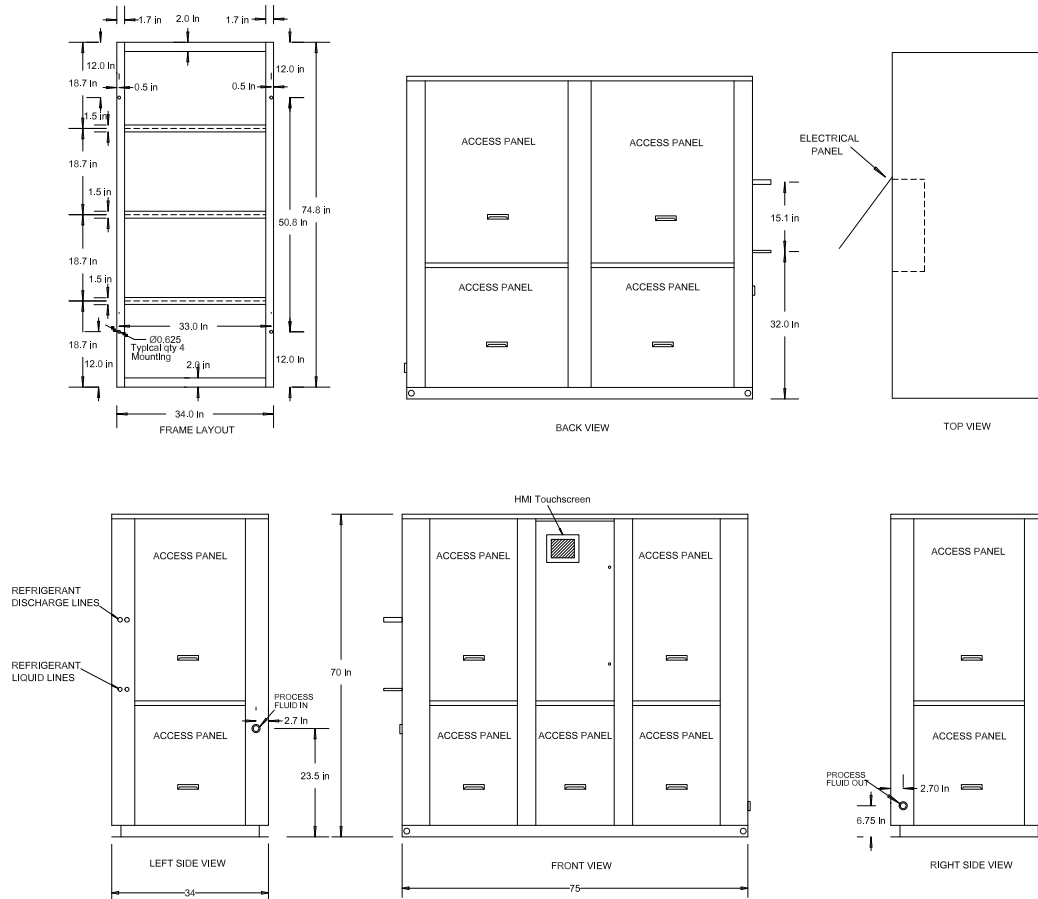 1.7 in
2.0 in
1.7 in
12.0 in
12.0 in
18.7 in
0.5 in
0.5 in
1.5 in
18.7 in
1.5 in
74.8 in
50.8 in
18.7 in
1.5 in
33.0 in
Ø0.625
Typical qty 4
Mounting
18.7 in
12.0 in
2.0 in
12.0 in
34.0 in
FRAME LAYOUT
ACCESS PANEL
ACCESS PANEL
ACCESS PANEL
ACCESS PANEL
15.1 in
32.0 in
BACK VIEW
ELECTRICAL
PANEL
TOP VIEW
REFRIGERANT
DISCHARGE LINES
REFRIGERANT
LIQUID LINES
ACCESS PANEL
ACCESS PANEL
PROCESS
FLUID IN
2.7 in
23.5 in
LEFT SIDE VIEW
34
HMI Touchscreen
70 in
ACCESS PANEL
ACCESS PANEL
ACCESS PANEL
ACCESS PANEL
ACCESS PANEL
FRONT VIEW
75
ACCESS PANEL
ACCESS PANEL
PROCESS
FLUID OUT
2.70 in
6.75 in
RIGHT SIDE VIEW